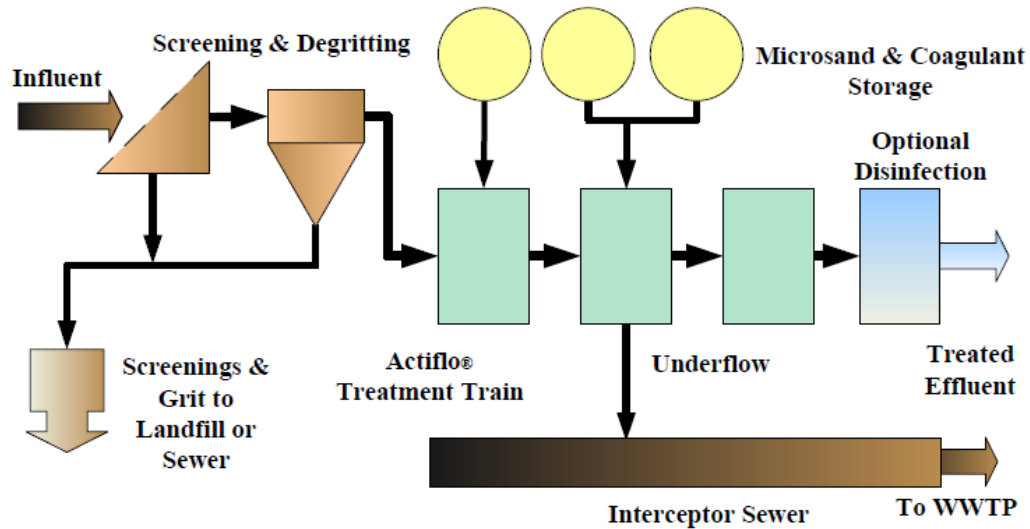 Screening & Degritting
Influent
Microsand & Coagulant
Storage
Optional
Disinfection
Actiflo®
Treatment Train
Underflow
Treated
Effluent
Screenings &
Grit to
Landfill or
Sewer
Interceptor Sewer
To WWTP